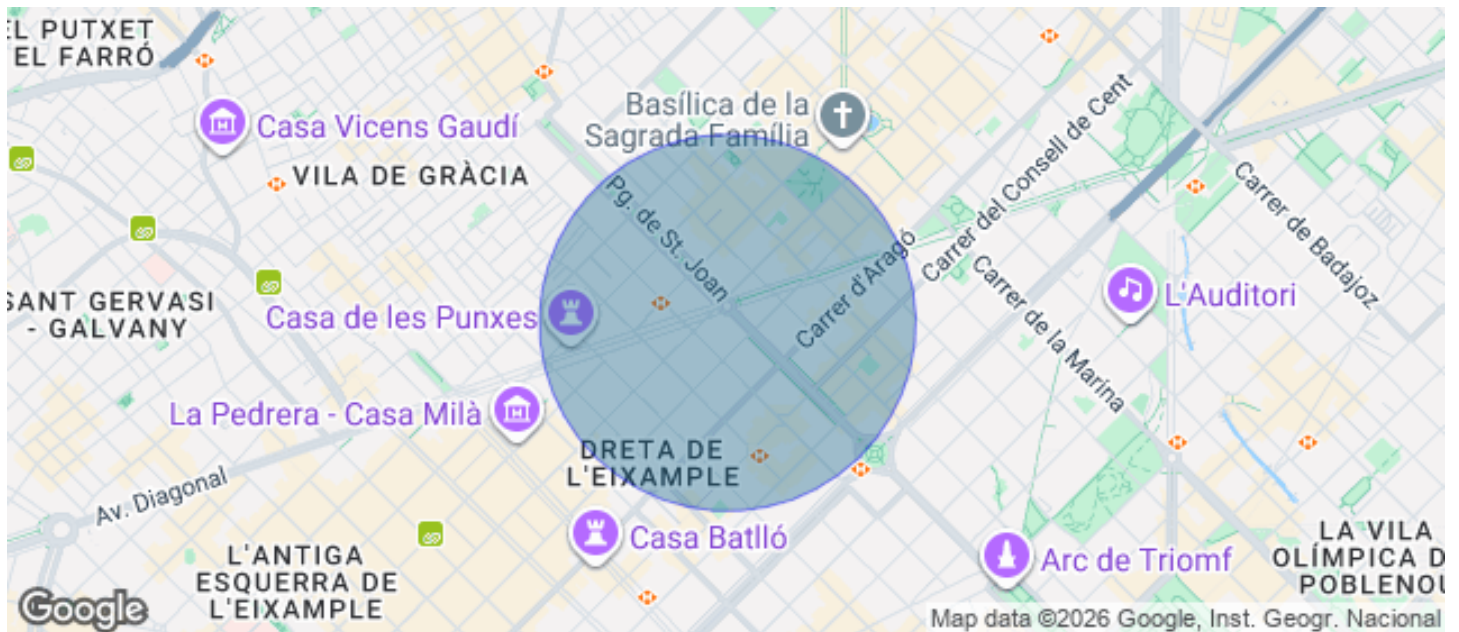 EL PUTXET
EL FARRÓ
Casa Vicens Gaudí
VILA DE GRÀCIA
Basílica de la
Sagrada Família
Pg. de St. Joan
Carrer del Consell de Cent
Carrer d'Aragó
Carrer de Badajoz
Carrer de la Marina
L'Auditori
SANT GERVASI
- GALVANY
Casa de les Punxes
La Pedrera - Casa Milà
DRETA DE
L'EIXAMPLE
Av. Diagonal
Casa Batlló
Arc de Triomf
L'ANTIGA
ESQUERRA DE
L'EIXAMPLE
LA VILA
OLÍMPICA D
POBLENOU
Google
Map data ©2026 Google, Inst. Geogr. Nacional